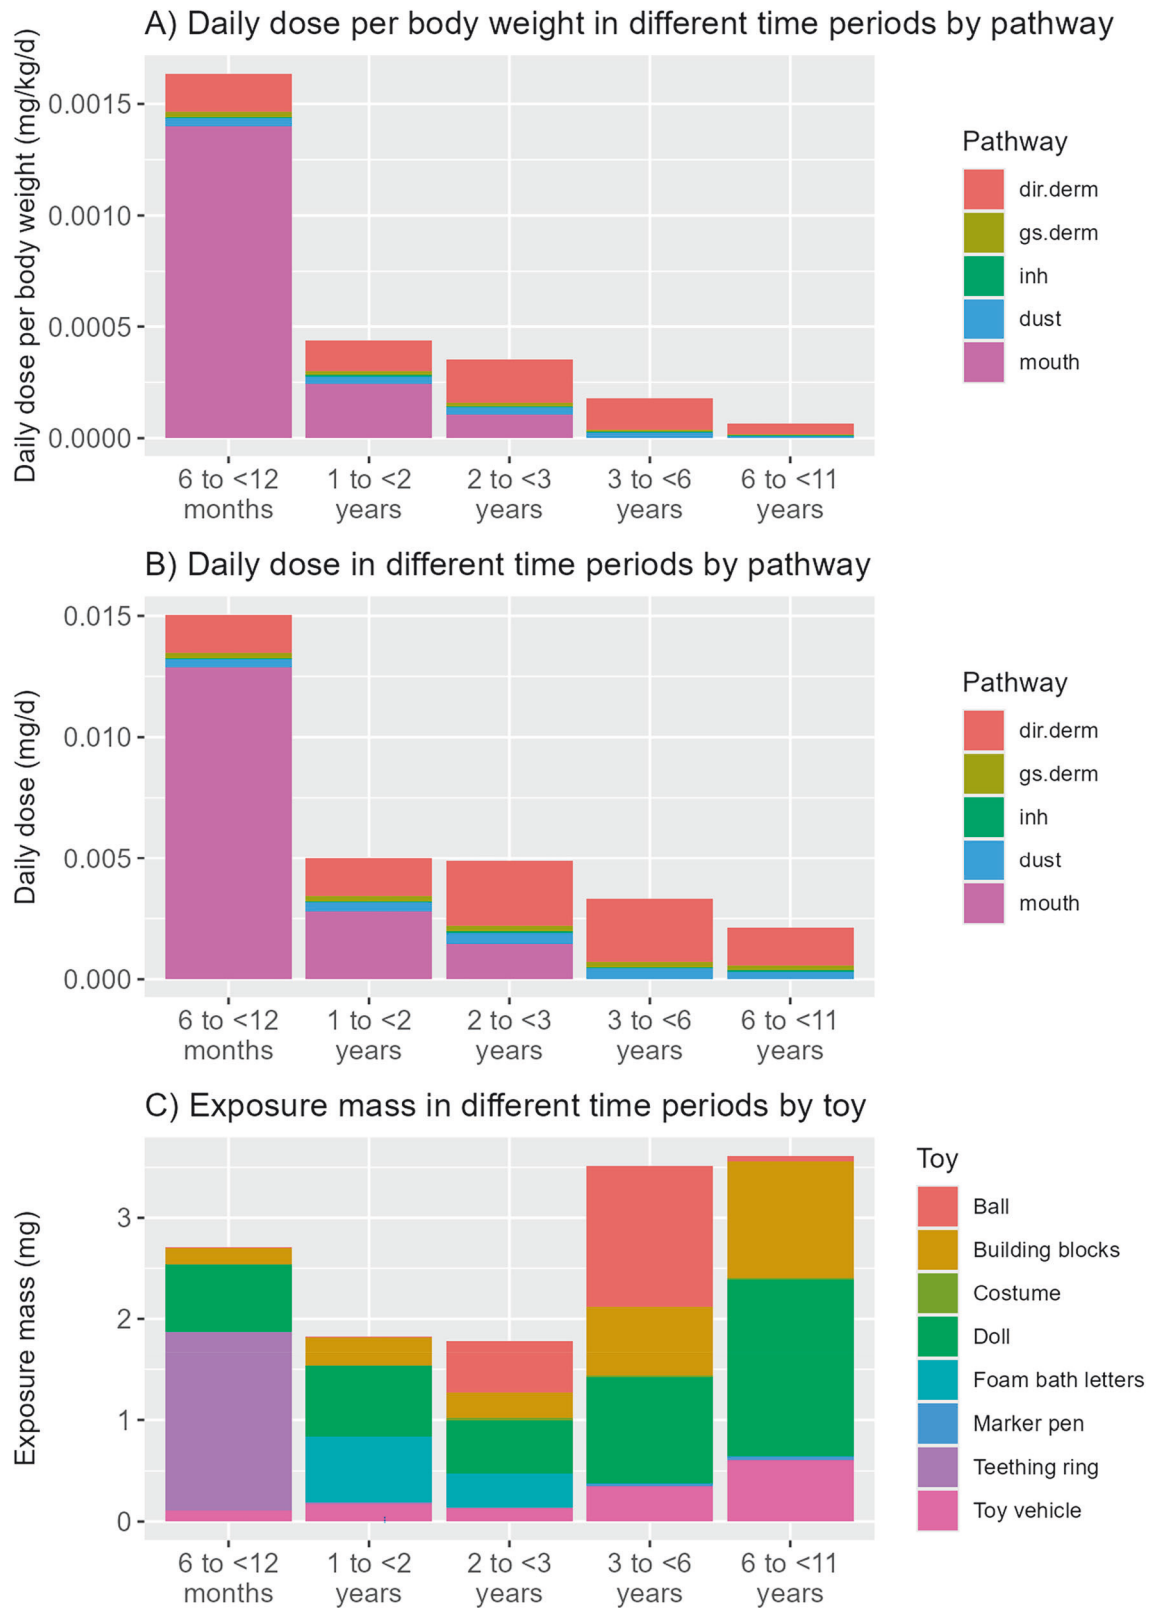 A) Daily dose per body weight in different time periods by pathway
Daily dose per body weight (mg/kg/d)
0.0015
0.0010
0.0005
0.0000
6 to <12 months
1 to <2 years
2 to <3 years
3 to <6 years
6 to <11 years
Pathway
dir.derm
gs.derm
inh
dust
mouth
B) Daily dose in different time periods by pathway
Daily dose (mg/d)
0.015
0.010
0.005
0.000
6 to <12 months
1 to <2 years
2 to <3 years
3 to <6 years
6 to <11 years
Pathway
dir.derm
gs.derm
inh
dust
mouth
C) Exposure mass in different time periods by toy
Exposure mass (mg)
3
2
1
0
6 to <12 months
1 to <2 years
2 to <3 years
3 to <6 years
6 to <11 years
Toy
Ball
Building blocks
Costume
Doll
Foam bath letters
Marker pen
Teething ring
Toy vehicle